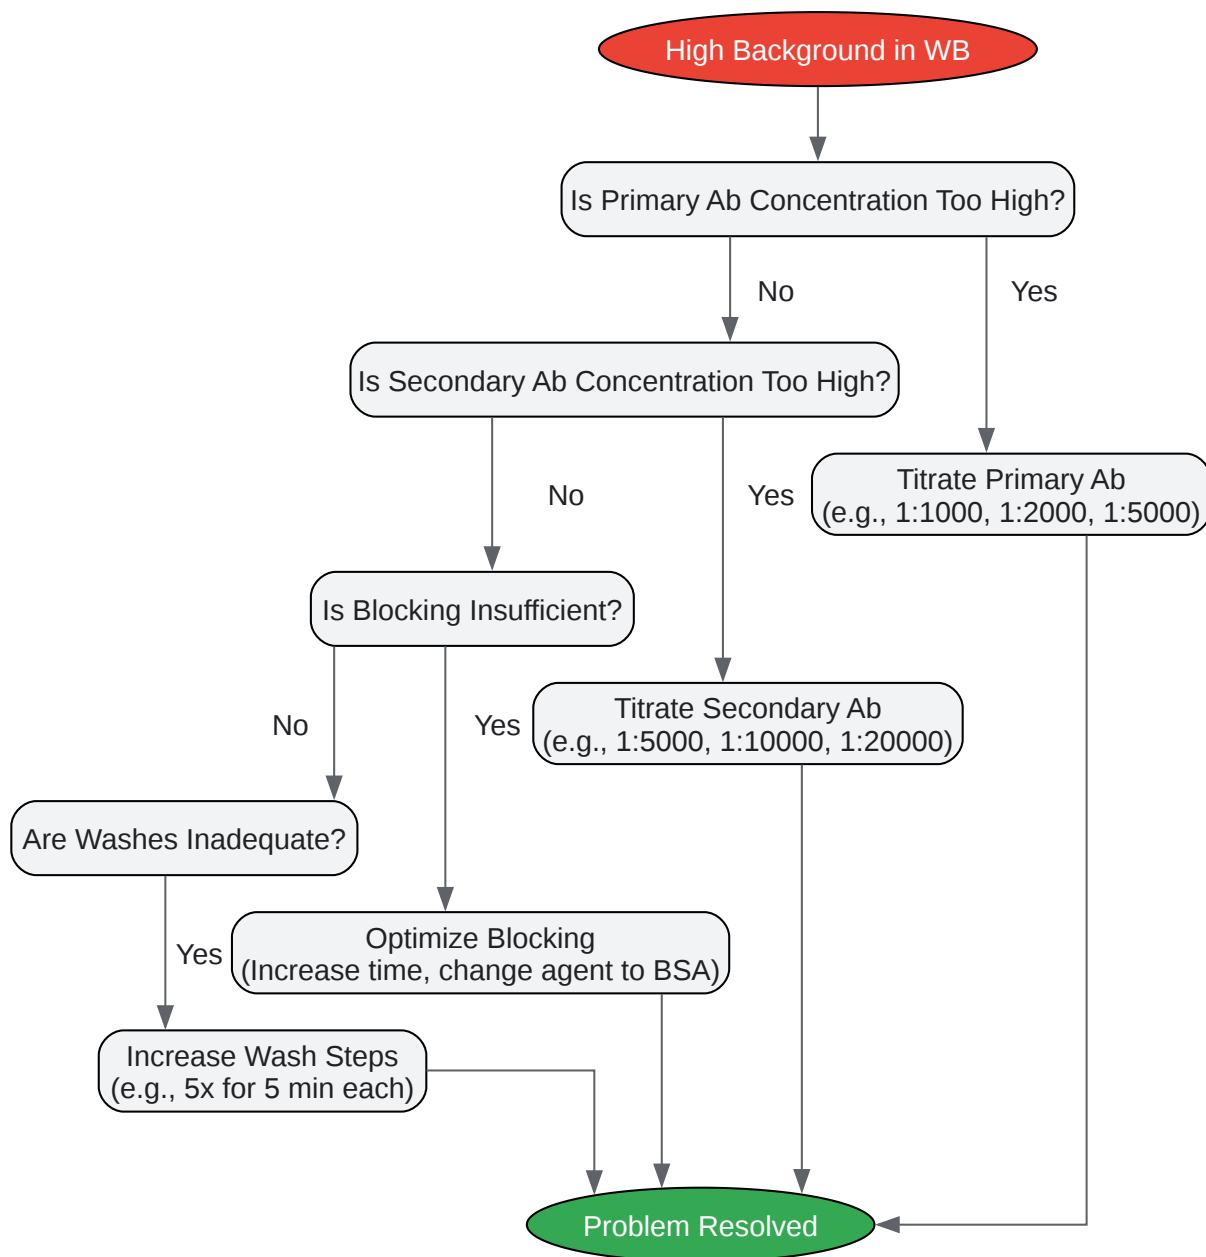 High Background in WB
Is Primary Ab Concentration Too High?
No
Yes
Is Secondary Ab Concentration Too High?
Titrate Primary Ab
(e.g., 1:1000, 1:2000, 1:5000)
No
Yes
Is Blocking Insufficient?
Titrate Secondary Ab
(e.g., 1:5000, 1:10000, 1:20000)
No
Yes
Are Washes Inadequate?
Optimize Blocking
(Increase time, change agent to BSA)
Yes
Increase Wash Steps
(e.g., 5x for 5 min each)
Problem Resolved